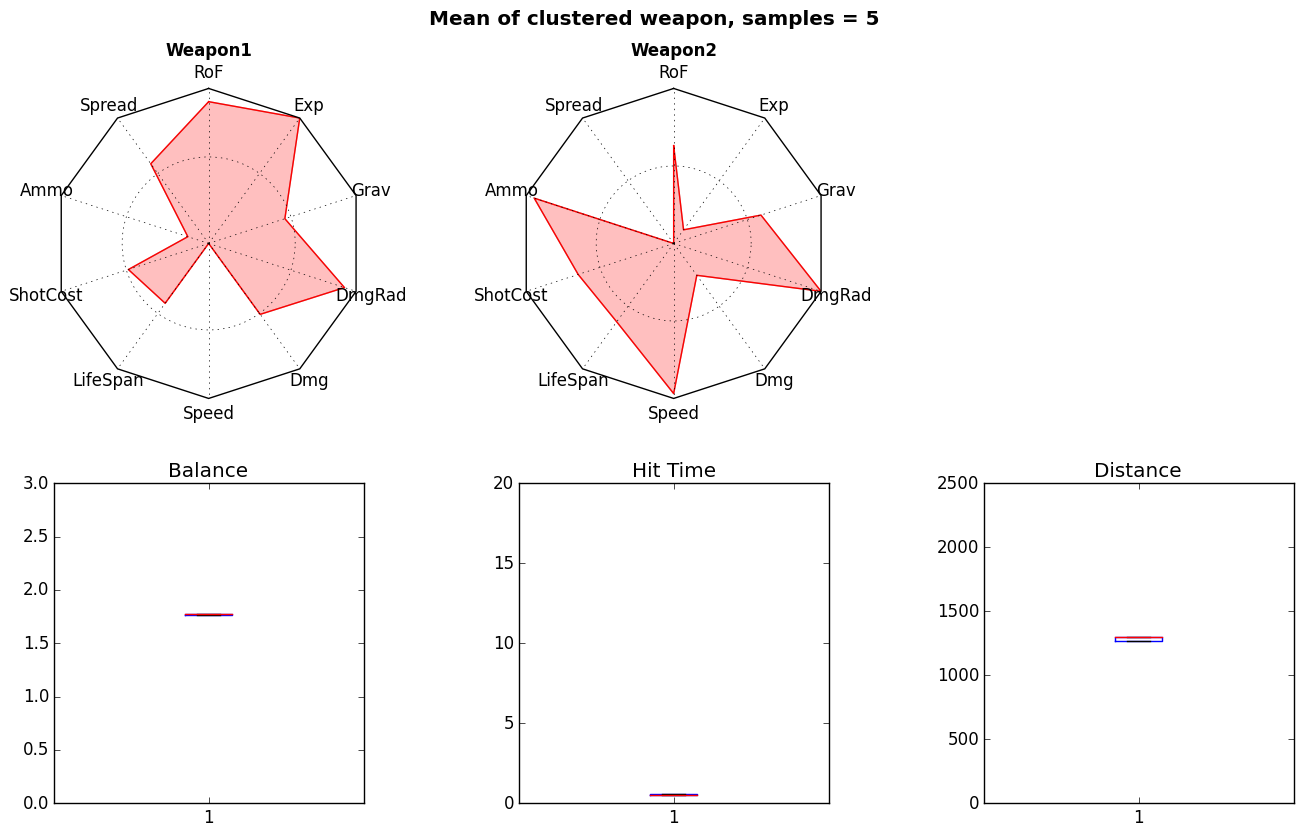 Mean of clustered weapon, samples = 5
Weapon1
RoF
Spread
Exp
Ammo
Grav
ShotCost
DmgRad
LifeSpan
Dmg
Speed
Weapon2
RoF
Spread
Exp
Ammo
Grav
ShotCost
DmgRad
LifeSpan
Dmg
Speed
Balance
3.0
2.5
2.0
1.5
1.0
0.5
0.0
1
Hit Time
20
15
10
5
0
1
Distance
2500
2000
1500
1000
500
0
1